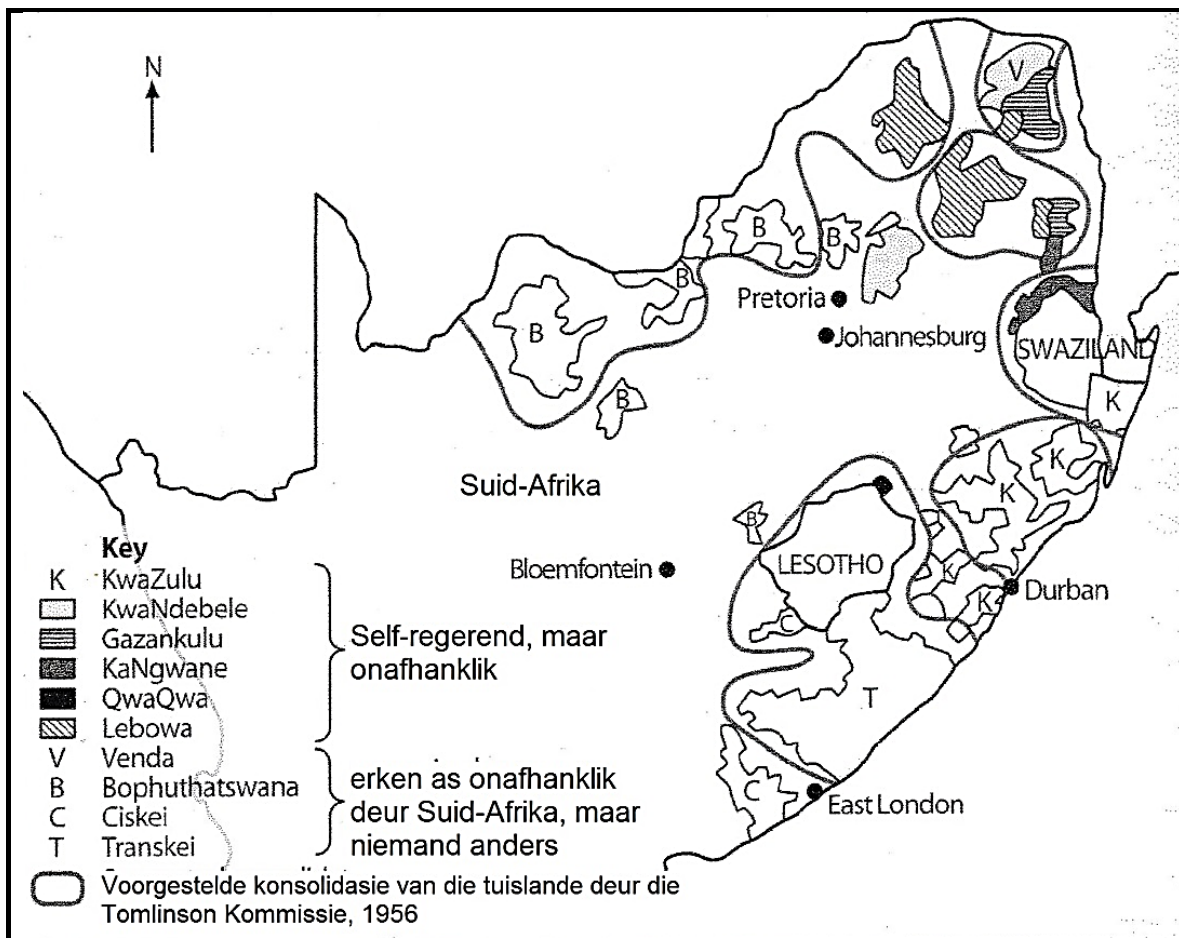 N
V
B
B
B
B
B
Pretoria
Johannesburg
SWAZILAND
K
K
K
Suid-Afrika
B
Bloemfontein
LESOTHO
K
K
Durban
C
T
C
East London
Key
K KwaZulu
KwaNdebele
Gazankulu
KaNgwane
QwaQwa
Lebowa
Self-regerend, maar
onafhanklik
V Venda
B Bophuthatswana
C Ciskei
T Transkei
erken as onafhanklik
deur Suid-Afrika, maar
niemand anders
Voorgestelde konsolidasie van die tuislande deur die
Tomlinson Kommissie, 1956